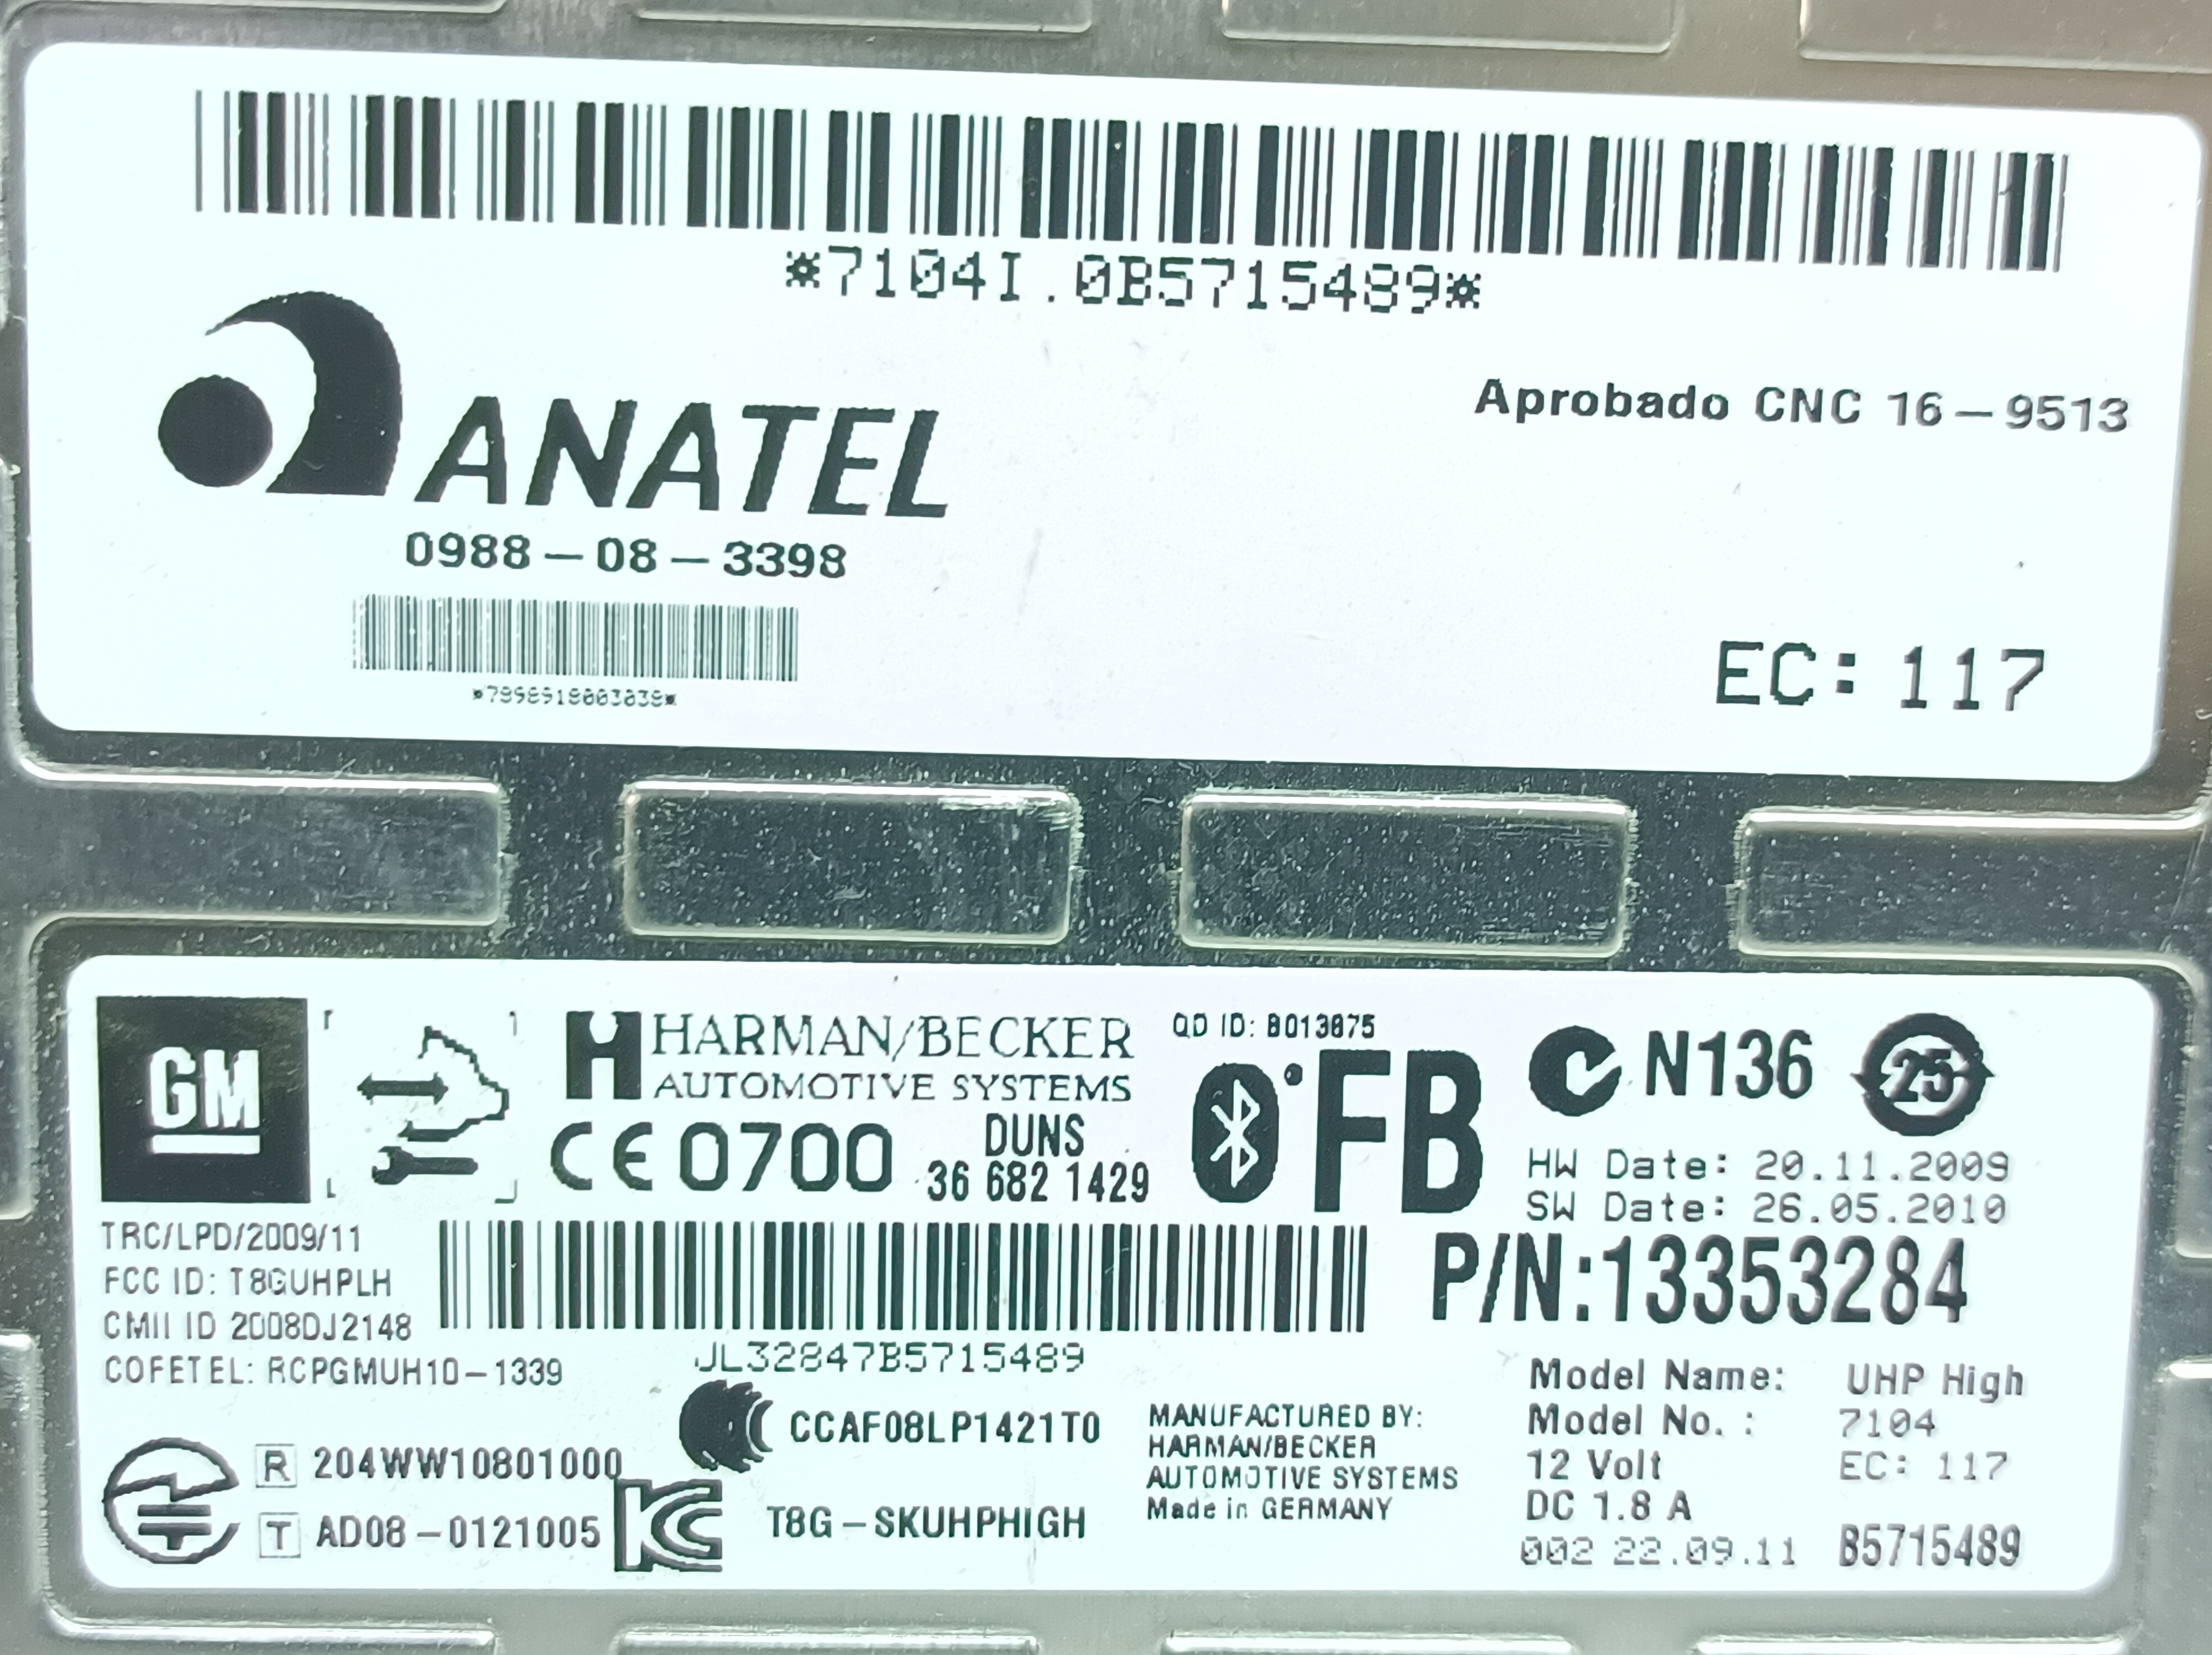 *7104I.0B5715489*
ANATEL
Aprobado CNC 16-9513
0988-08-3398
*7898918003038*
EC: 117
GM
HARMAN/BECKER
AUTOMOTIVE SYSTEMS
QD ID: B013875
CE 0700
DUNS
36 682 1429
FB
N136
25
HW Date: 20.11.2009
SW Date: 26.05.2010
TRC/LPD/2009/11
FCC ID: T8GUHPLH
CMII ID 2008DJ2148
COFETEL: RCPGMUH10-1339
JL32847B5715489
P/N:13353284
R 204WW10801000
T AD08-0121005
CCAF08LP1421T0
KC
T8G-SKUHPHIGH
MANUFACTURED BY:
HARMAN/BECKER
AUTOMOTIVE SYSTEMS
Made in GERMANY
Model Name: UHP High
Model No. : 7104
12 Volt EC: 117
DC 1.8 A
002 22.09.11 B5715489